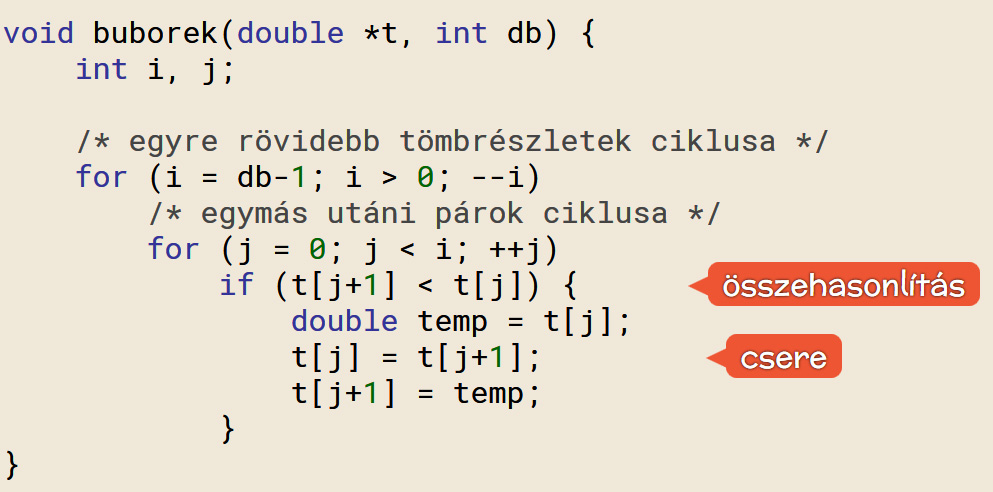 void buborek(double *t, int db) {
    int i, j;

    /* egyre rövidebb tömbrészletek ciklusa */
    for (i = db-1; i > 0; --i)
        /* egymás utáni párok ciklusa */
        for (j = 0; j < i; ++j)
            if (t[j+1] < t[j]) { összehasonlítás
                double temp = t[j];
                t[j] = t[j+1]; csere
                t[j+1] = temp;
            }
}